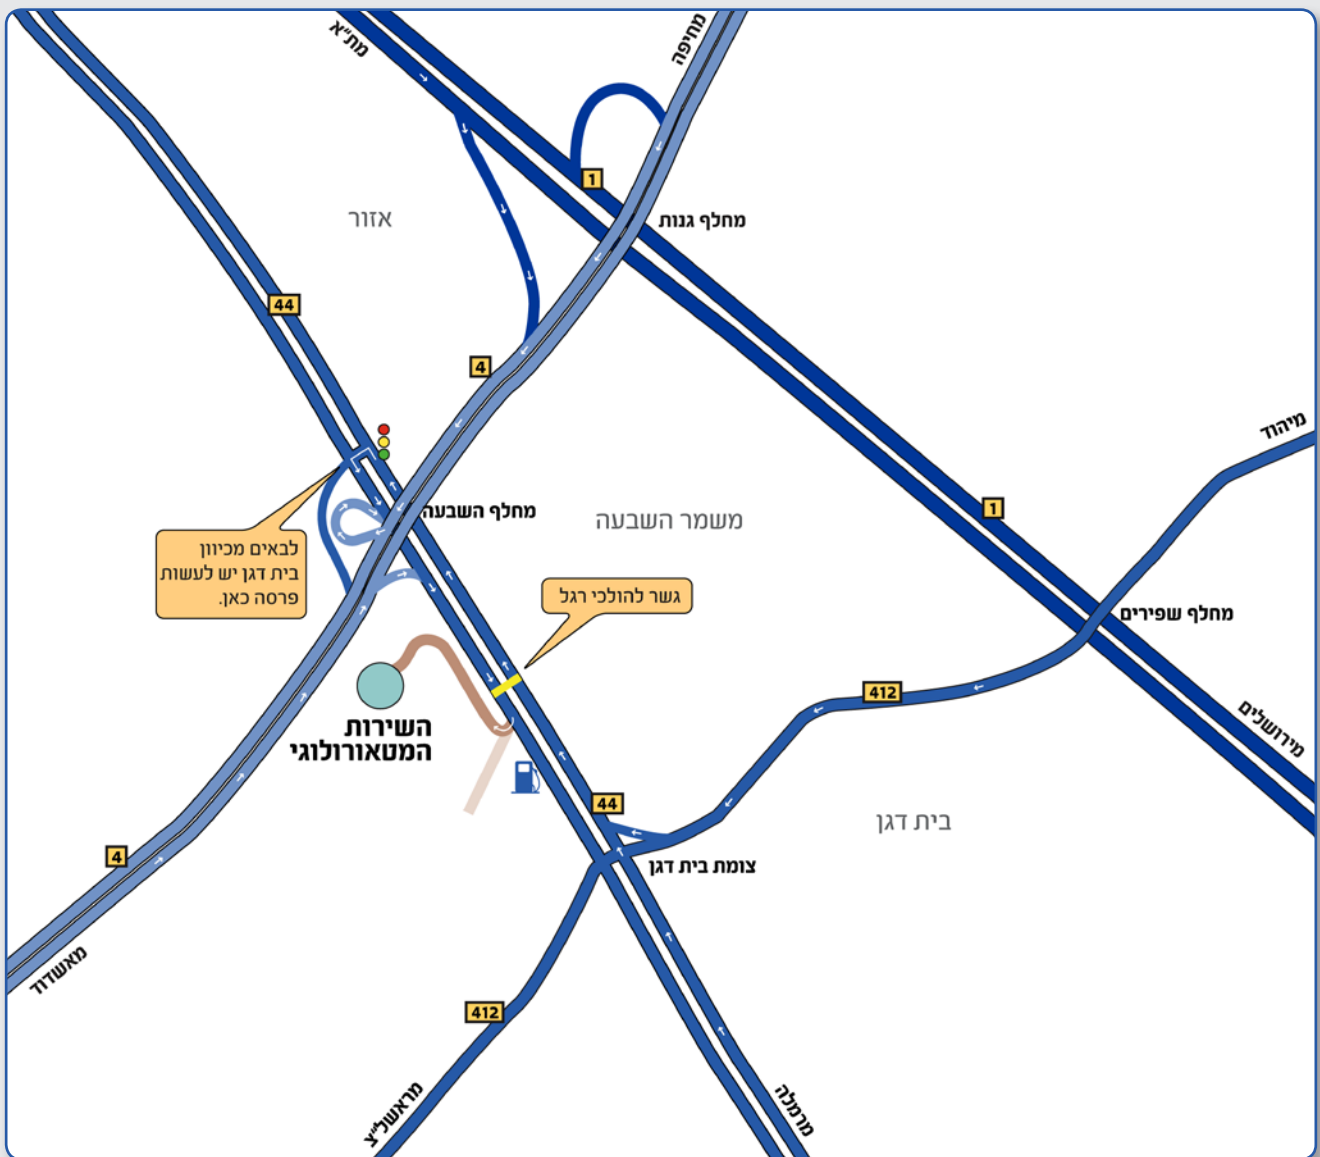 מת"א
מחיפה
1
מחלף גנות
אזור
44
4
מיהוד
מחלף השבעה
משמר השבעה
1
לבאים מכיוון
בית דגן יש לעשות
פרסה כאן.
גשר להולכי רגל
מחלף שפירים
412
השירות
המטאורולוגי
מירושלים
44
בית דגן
4
צומת בית דגן
מאשדוד
412
מראשל"צ
מרמלה